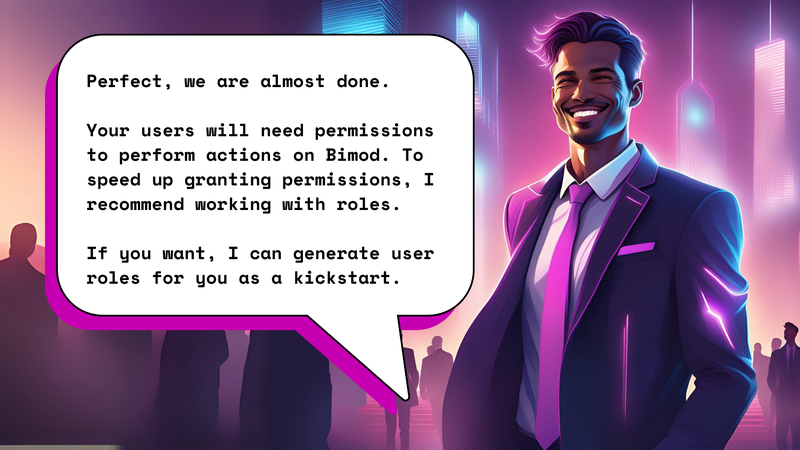 Perfect, we are almost done.
Your users will need permissions
to perform actions on Bimod. To
speed up granting permissions, I
recommend working with roles.
If you want, I can generate user
roles for you as a kickstart.